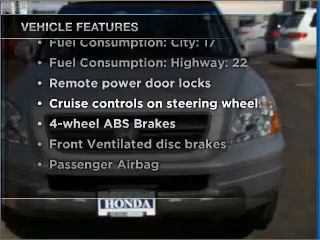 VEHICLE FEATURES
• Fuel Consumption: City: 17
• Fuel Consumption: Highway: 22
• Remote power door locks
• Cruise controls on steering wheel
• 4-wheel ABS Brakes
• Front Ventilated disc brakes
• Passenger Airbag
HONDA